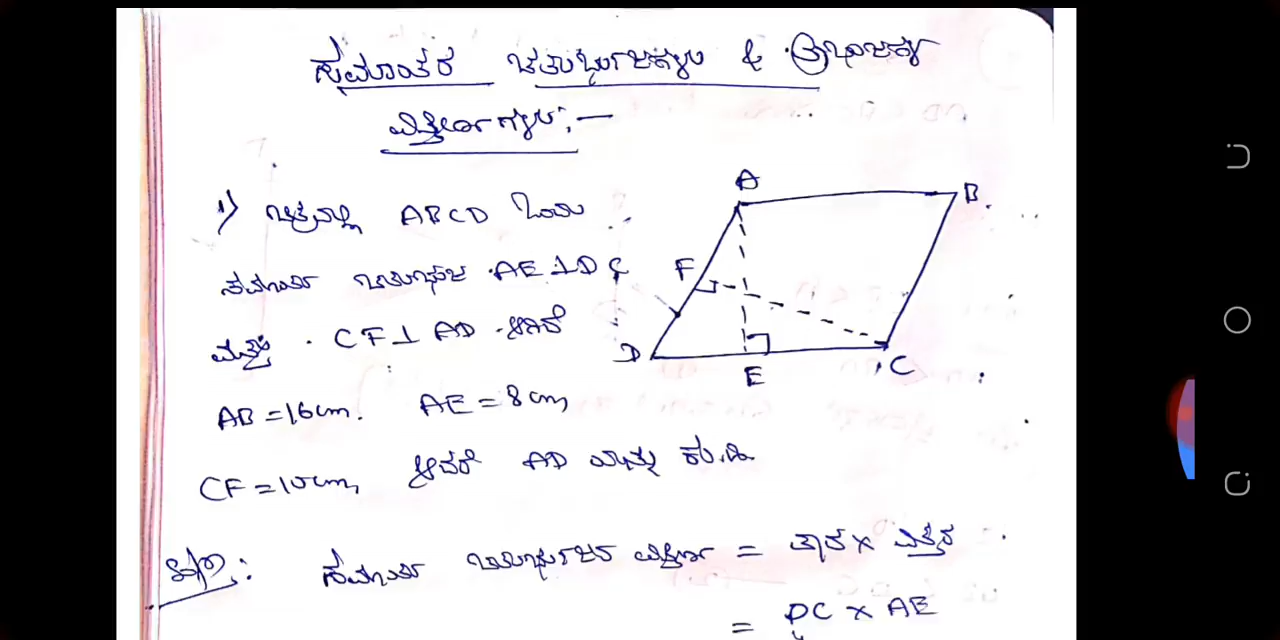 ಸಮಾಂತರ ಚತುರ್ಭುಜಗಳು & ತ್ರಿಭುಜಗಳ
ವಿಸ್ತೀರ್ಣಗಳು :—
1) ಚಿತ್ರದಲ್ಲಿ ABCD ಒಂದು
ಸಮಾಂತರ ಚತುರ್ಭುಜ AE⊥DC
ಮತ್ತು CF⊥AD ಆಗಿದೆ
AB=16cm. AE=8cm,
CF=10cm, ಆದರೆ AD ಯನ್ನು ಕಂ.ಹಿ.
A
B
F
D
E
C
: ಸಮಾಂತರ ಚತುರ್ಭುಜದ ವಿಸ್ತೀರ್ಣ = ಪಾದ x ಎತ್ತರ
= DC x AE